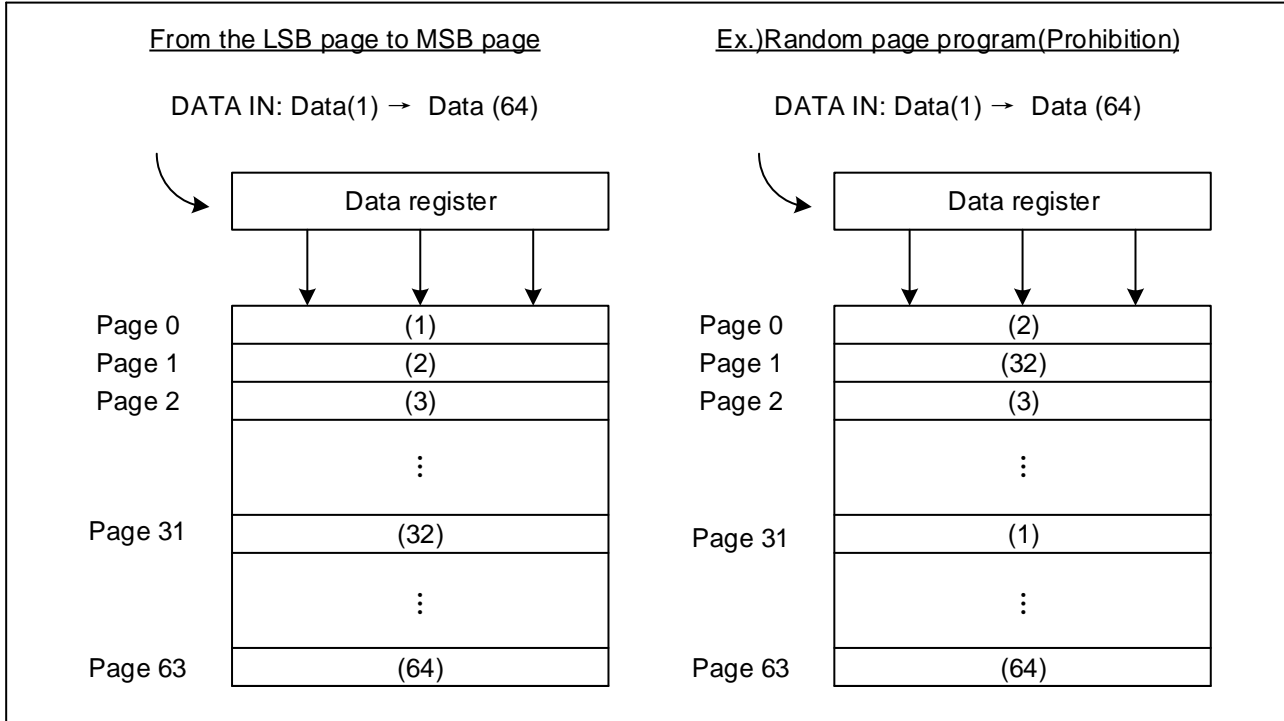 From the LSB page to MSB page
DATA IN: Data(1) → Data (64)
Data register
Page 0 (1)
Page 1 (2)
Page 2 (3)
⋮
Page 31 (32)
⋮
Page 63 (64)
Ex.)Random page program(Prohibition)
DATA IN: Data(1) → Data (64)
Data register
Page 0 (2)
Page 1 (32)
Page 2 (3)
⋮
Page 31 (1)
⋮
Page 63 (64)